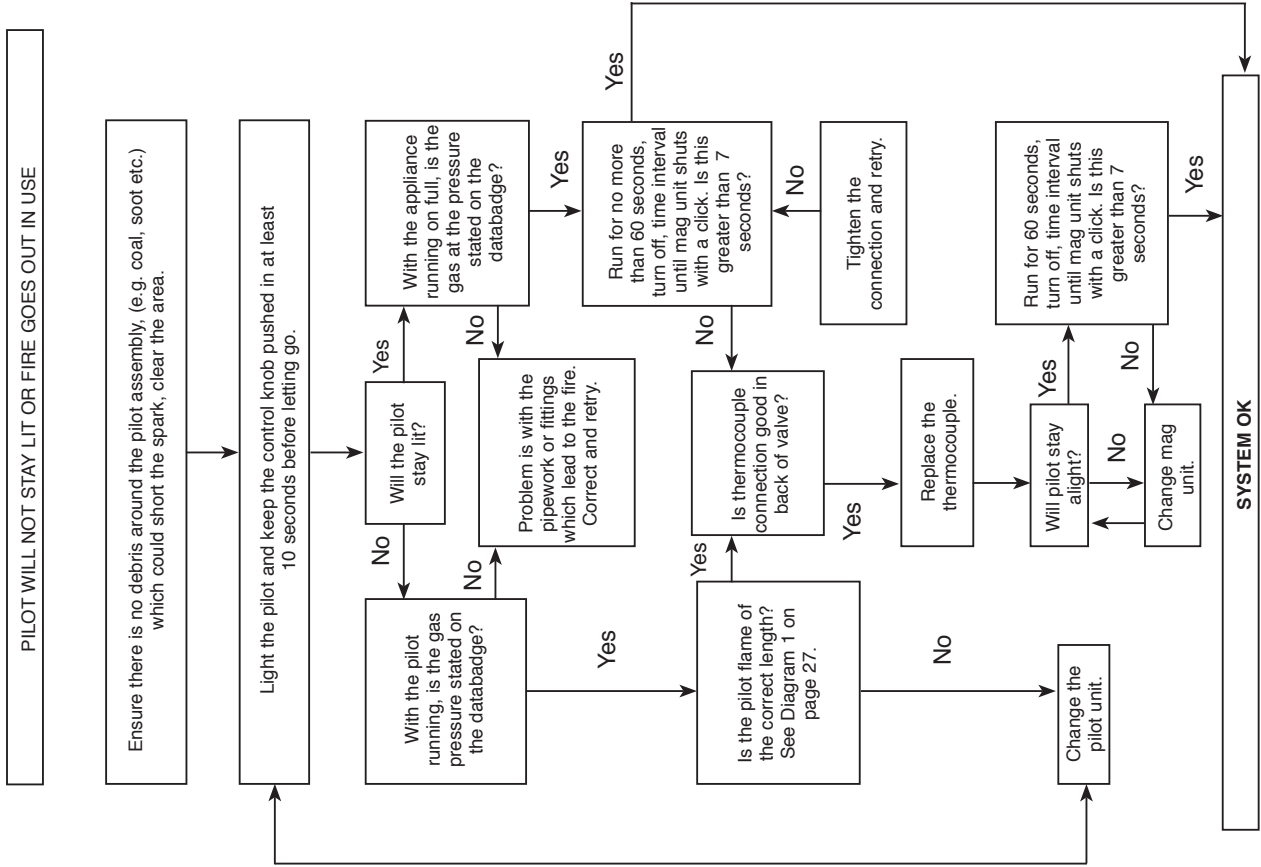 PILOT WILL NOT STAY LIT OR FIRE GOES OUT IN USE
Ensure there is no debris around the pilot assembly, (e.g. coal, soot etc.)
which could short the spark, clear the area.
Light the pilot and keep the control knob pushed in at least
10 seconds before letting go.
No
Will the pilot
stay lit?
Yes
With the pilot
running, is the gas
pressure stated on
the databadge?
With the appliance
running on full, is the
gas at the pressure
stated on the
databadge?
No
No
Problem is with the
pipework or fittings
which lead to the fire.
Correct and retry.
Yes
Yes
Is the pilot flame of
the correct length?
See Diagram 1 on
page 27.
Yes
Is thermocouple
connection good in
back of valve?
No
Run for no more
than 60 seconds,
turn off, time interval
until mag unit shuts
with a click. Is this
greater than 7
seconds?
Yes
No
Yes
No
Tighten the
connection and retry.
Replace the
thermocouple.
Change the
pilot unit.
Will pilot stay
alight?
Yes
Run for 60 seconds,
turn off, time interval
until mag unit shuts
with a click. Is this
greater than 7
seconds?
No
No
Change mag
unit.
Yes
SYSTEM OK